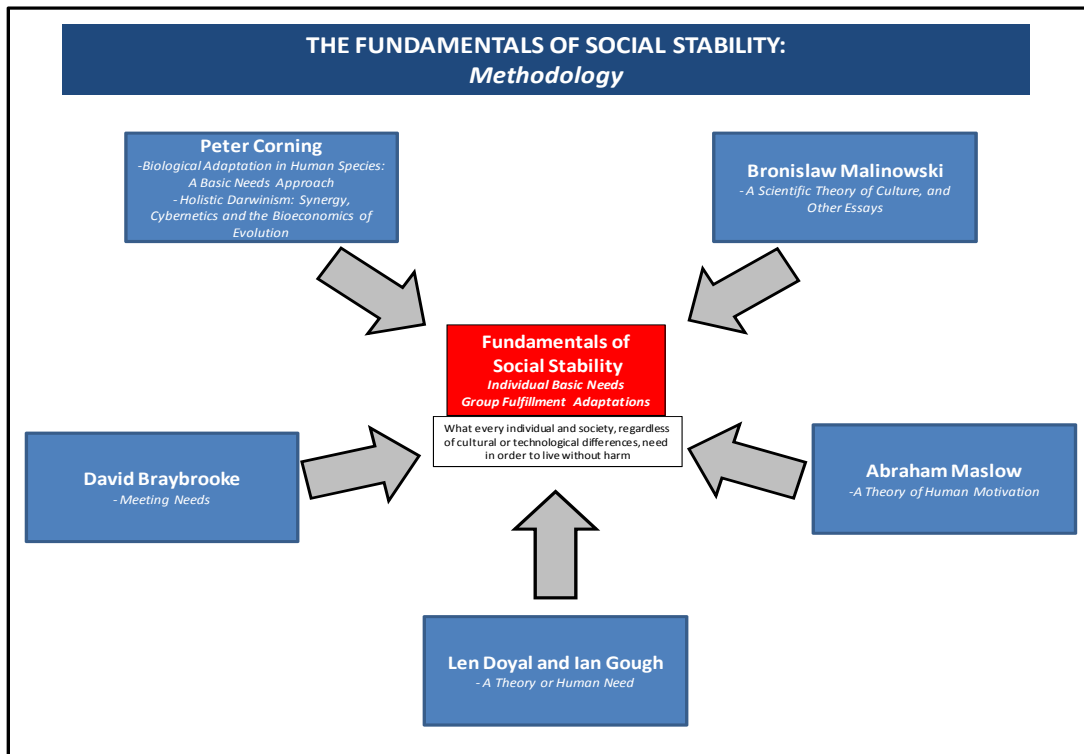 THE FUNDAMENTALS OF SOCIAL STABILITY:
Methodology
Peter Corning
-Biological Adaptation in Human Species:
A Basic Needs Approach
- Holistic Darwinism: Synergy,
Cybernetics and the Bioeconomics of
Evolution
Bronislaw Malinowski
- A Scientific Theory of Culture, and
Other Essays
Fundamentals of
Social Stability
Individual Basic Needs
Group Fulfillment Adaptations
What every individual and society, regardless
of cultural or technological differences, need
in order to live without harm
David Braybrooke
- Meeting Needs
Abraham Maslow
-A Theory of Human Motivation
Len Doyal and Ian Gough
- A Theory or Human Need